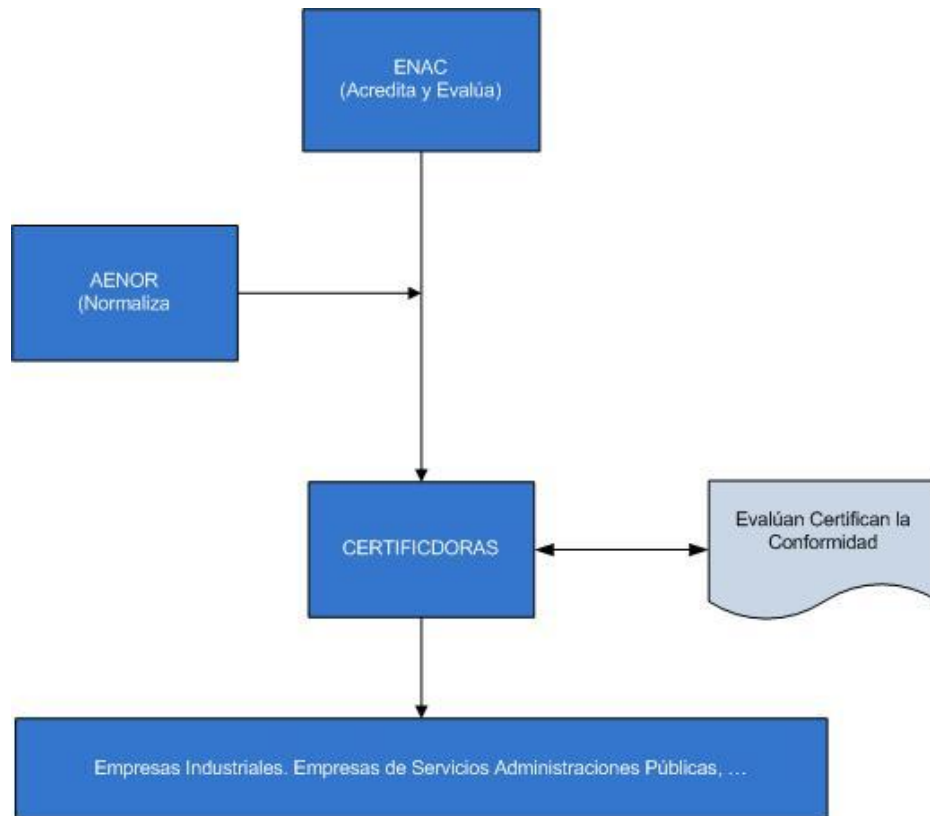 ENAC
(Acredita y Evalúa)
AENOR
(Normaliza
CERTIFICDORAS
Evalúan Certifican la
Conformidad
Empresas Industriales. Empresas de Servicios Administraciones Públicas, ...